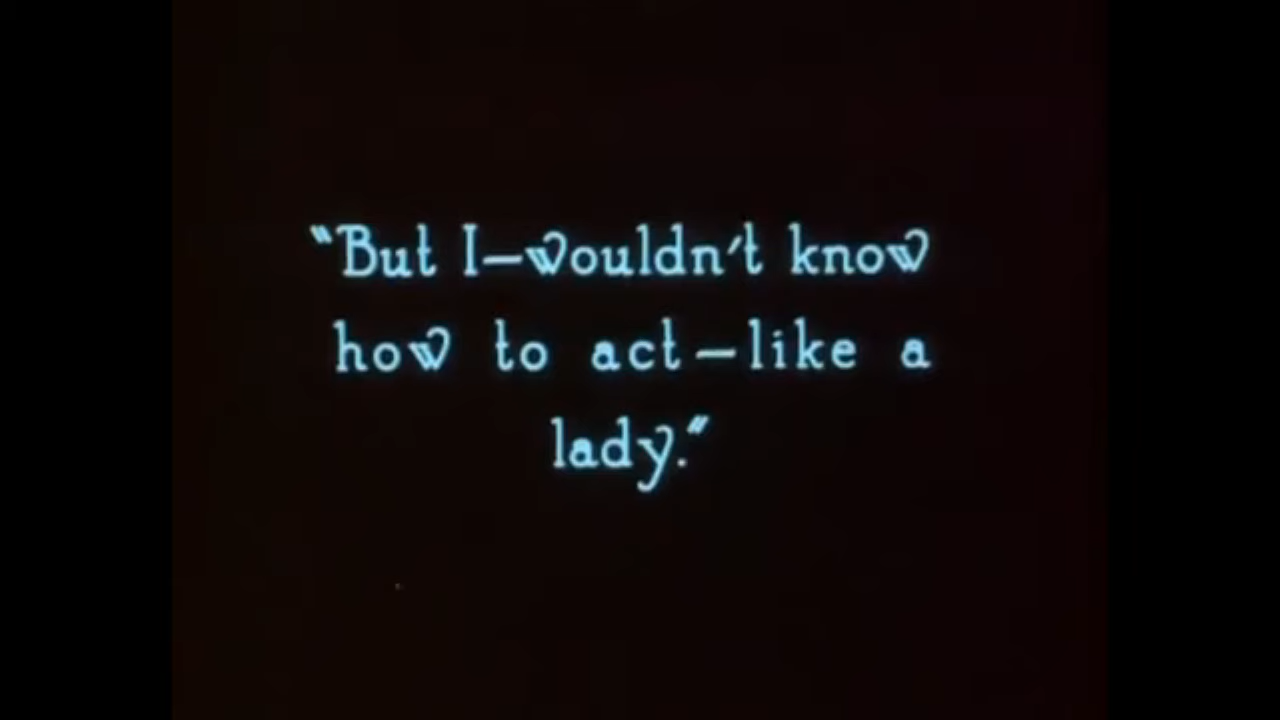 “But I—wouldn't know
how to act—like a
lady.”